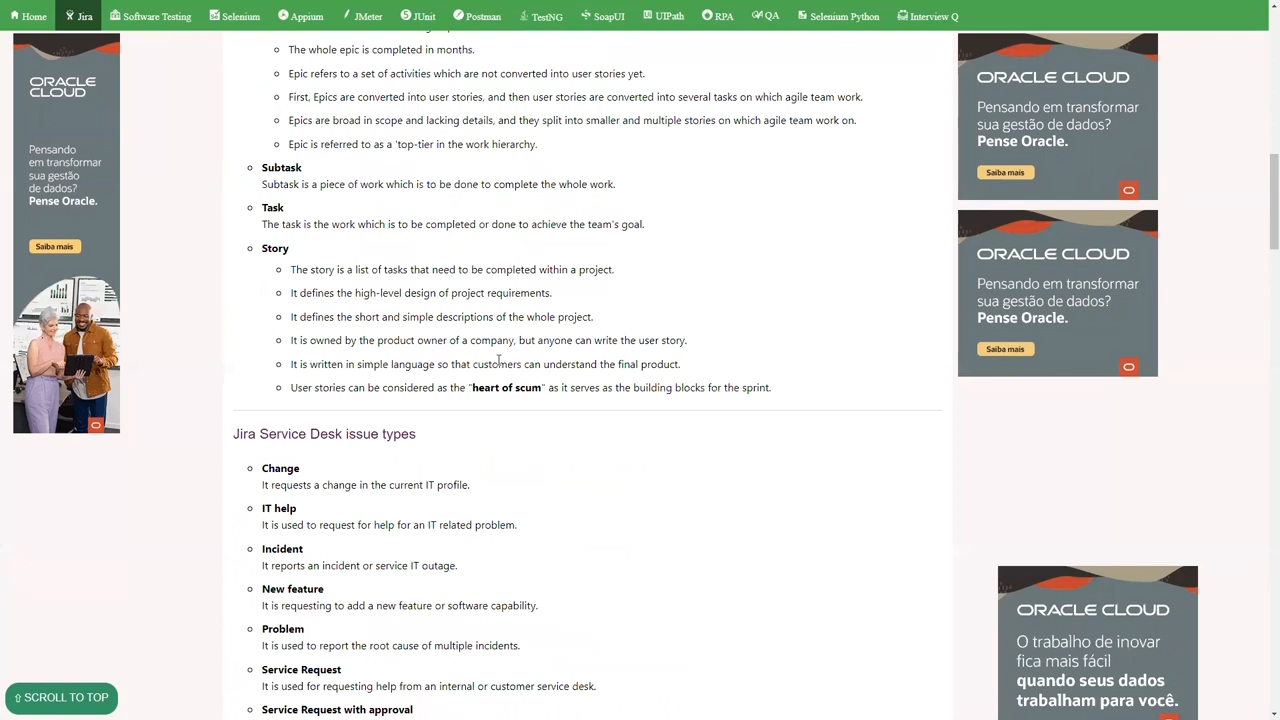 Home Jira Software Testing Selenium Appium JMeter JUnit Postman TestNG SoapUI UIPath RPA QA Selenium Python Interview Q
The whole epic is completed in months.
Epic refers to a set of activities which are not converted into user stories yet.
First, Epics are converted into user stories, and then user stories are converted into several tasks on which agile team work.
Epics are broad in scope and lacking details, and they split into smaller and multiple stories on which agile team work on.
Epic is referred to as a 'top-tier in the work hierarchy.
Subtask
Subtask is a piece of work which is to be done to complete the whole work.
Task
The task is the work which is to be completed or done to achieve the team's goal.
Story
The story is a list of tasks that need to be completed within a project.
It defines the high-level design of project requirements.
It defines the short and simple descriptions of the whole project.
It is owned by the product owner of a company, but anyone can write the user story.
It is written in simple language so that customers can understand the final product.
User stories can be considered as the "heart of scum" as it serves as the building blocks for the sprint.
Jira Service Desk issue types
Change
It requests a change in the current IT profile.
IT help
It is used to request for help for an IT related problem.
Incident
It reports an incident or service IT outage.
New feature
It is requesting to add a new feature or software capability.
Problem
It is used to report the root cause of multiple incidents.
Service Request
It is used for requesting help from an internal or customer service desk.
Service Request with approval
ORACLE
CLOUD
Pensando
em transformar
sua gestão
de dados?
Pense Oracle.
Saiba mais
⇧ SCROLL TO TOP
ORACLE CLOUD
Pensando em transformar
sua gestão de dados?
Pense Oracle.
Saiba mais
ORACLE CLOUD
Pensando em transformar
sua gestão de dados?
Pense Oracle.
Saiba mais
ORACLE CLOUD
O trabalho de inovar
fica mais fácil
quando seus dados
trabalham para você.